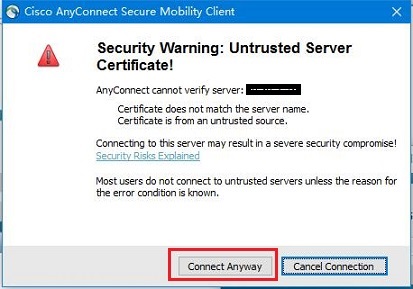 Cisco AnyConnect Secure Mobility Client
Security Warning: Untrusted Server
Certificate!
AnyConnect cannot verify server:
Certificate does not match the server name.
Certificate is from an untrusted source.
Connecting to this server may result in a severe security compromise!
Security Risks Explained
Most users do not connect to untrusted servers unless the reason for
the error condition is known.
Connect Anyway
Cancel Connection